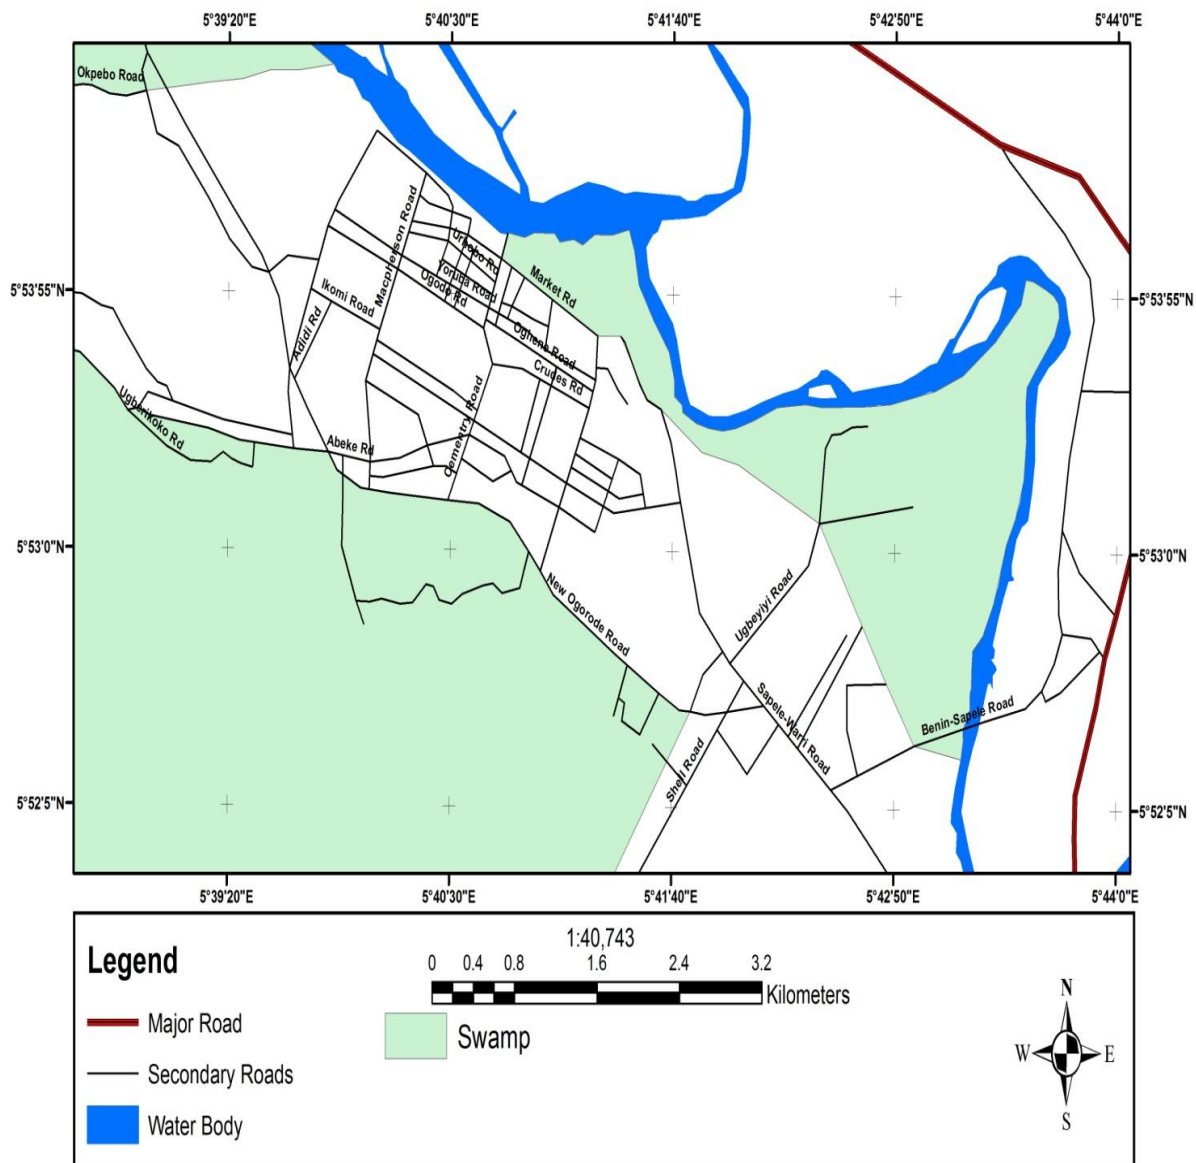 5°39'20"E
5°40'30"E
5°41'40"E
5°42'50"E
5°44'0"E
Okpebo Road
Macpherson Road
Urhobo Rd
Yoruba Road
Ogodo Rd
Market Rd
5°53'55"N
5°53'55"N
Ikomi Road
Adidi Rd
Oghene Road
Crudes Rd
Ugberikoko Rd
Abeke Rd
Cementry Road
5°53'0"N
5°53'0"N
New Ogorode Road
Ugbeyiyi Road
Sapele-Warri Road
Benin-Sapele Road
Shell Road
5°52'5"N
5°52'5"N
5°39'20"E
5°40'30"E
5°41'40"E
5°42'50"E
5°44'0"E
Legend
1:40,743
0 0.4 0.8 1.6 2.4 3.2
Kilometers
Major Road
Swamp
Secondary Roads
Water Body
N
W
E
S